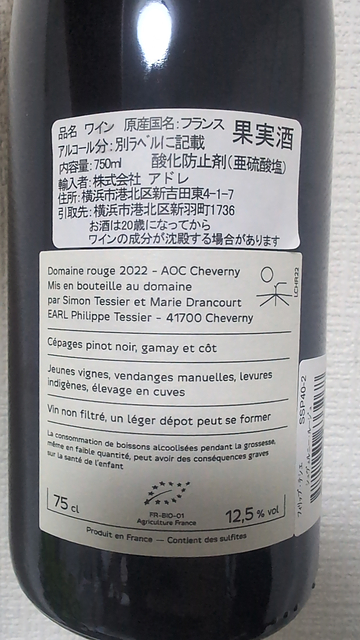 品名 ワイン 原産国名:フランス 果実酒
アルコール分:別ラベルに記載
内容量:750ml 酸化防止剤(亜硫酸塩)
輸入者:株式会社 アドレ
住所:横浜市港北区新吉田東4-1-7
引取先:横浜市港北区新羽町1736
お酒は20歳になってから
ワインの成分が沈殿する場合があります
Domaine rouge 2022 - AOC Cheverny
Mis en bouteille au domaine
par Simon Tessier et Marie Drancourt
EARL Philippe Tessier - 41700 Cheverny
LCHR22
Cépages pinot noir, gamay et côt
Jeunes vignes, vendanges manuelles, levures
indigènes, élevage en cuves
Vin non filtré, un léger dépot peut se former
La consommation de boissons alcoolisées pendant la grossesse,
même en faible quantité, peut avoir des conséquences graves
sur la santé de l'enfant
75 cl
FR-BIO-01
Agriculture France
12,5 % vol
Produit en France — Contient des sulfites
SSP40-2